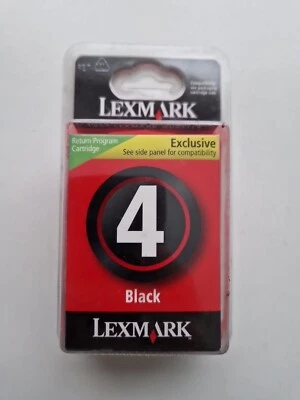 LEXMARK
Return Program
Cartridge
Exclusive
See side panel for compatibility
4
Black
LEXMARK